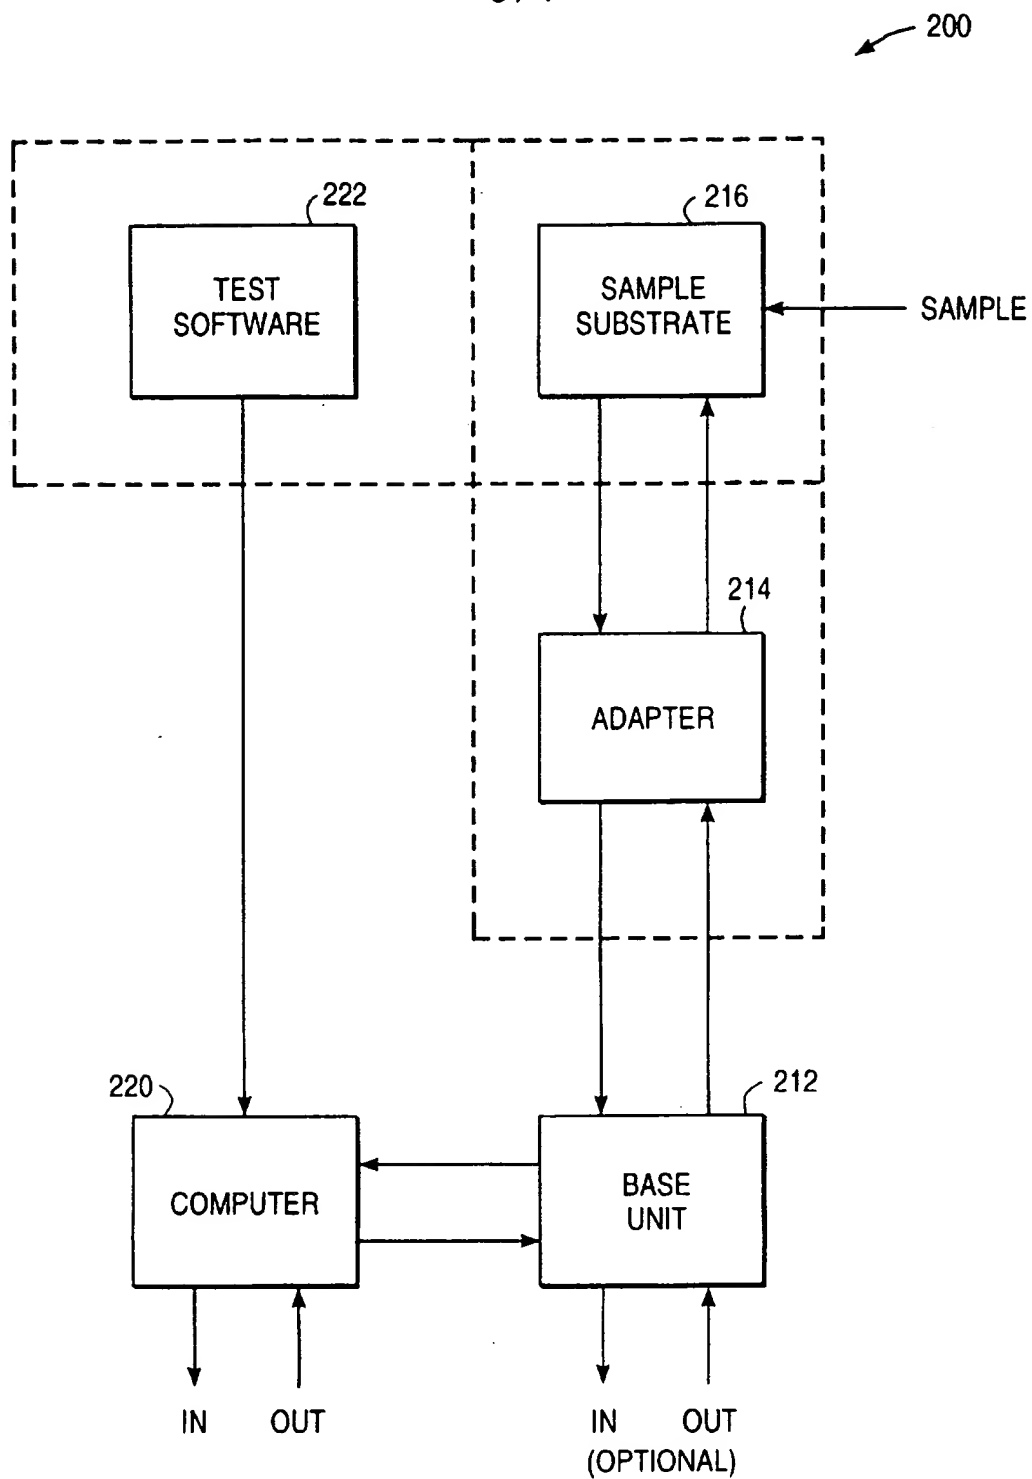 200
222
216
TEST
SOFTWARE
SAMPLE
SUBSTRATE
SAMPLE
214
ADAPTER
220
212
COMPUTER
BASE
UNIT
IN
OUT
IN
OUT
(OPTIONAL)